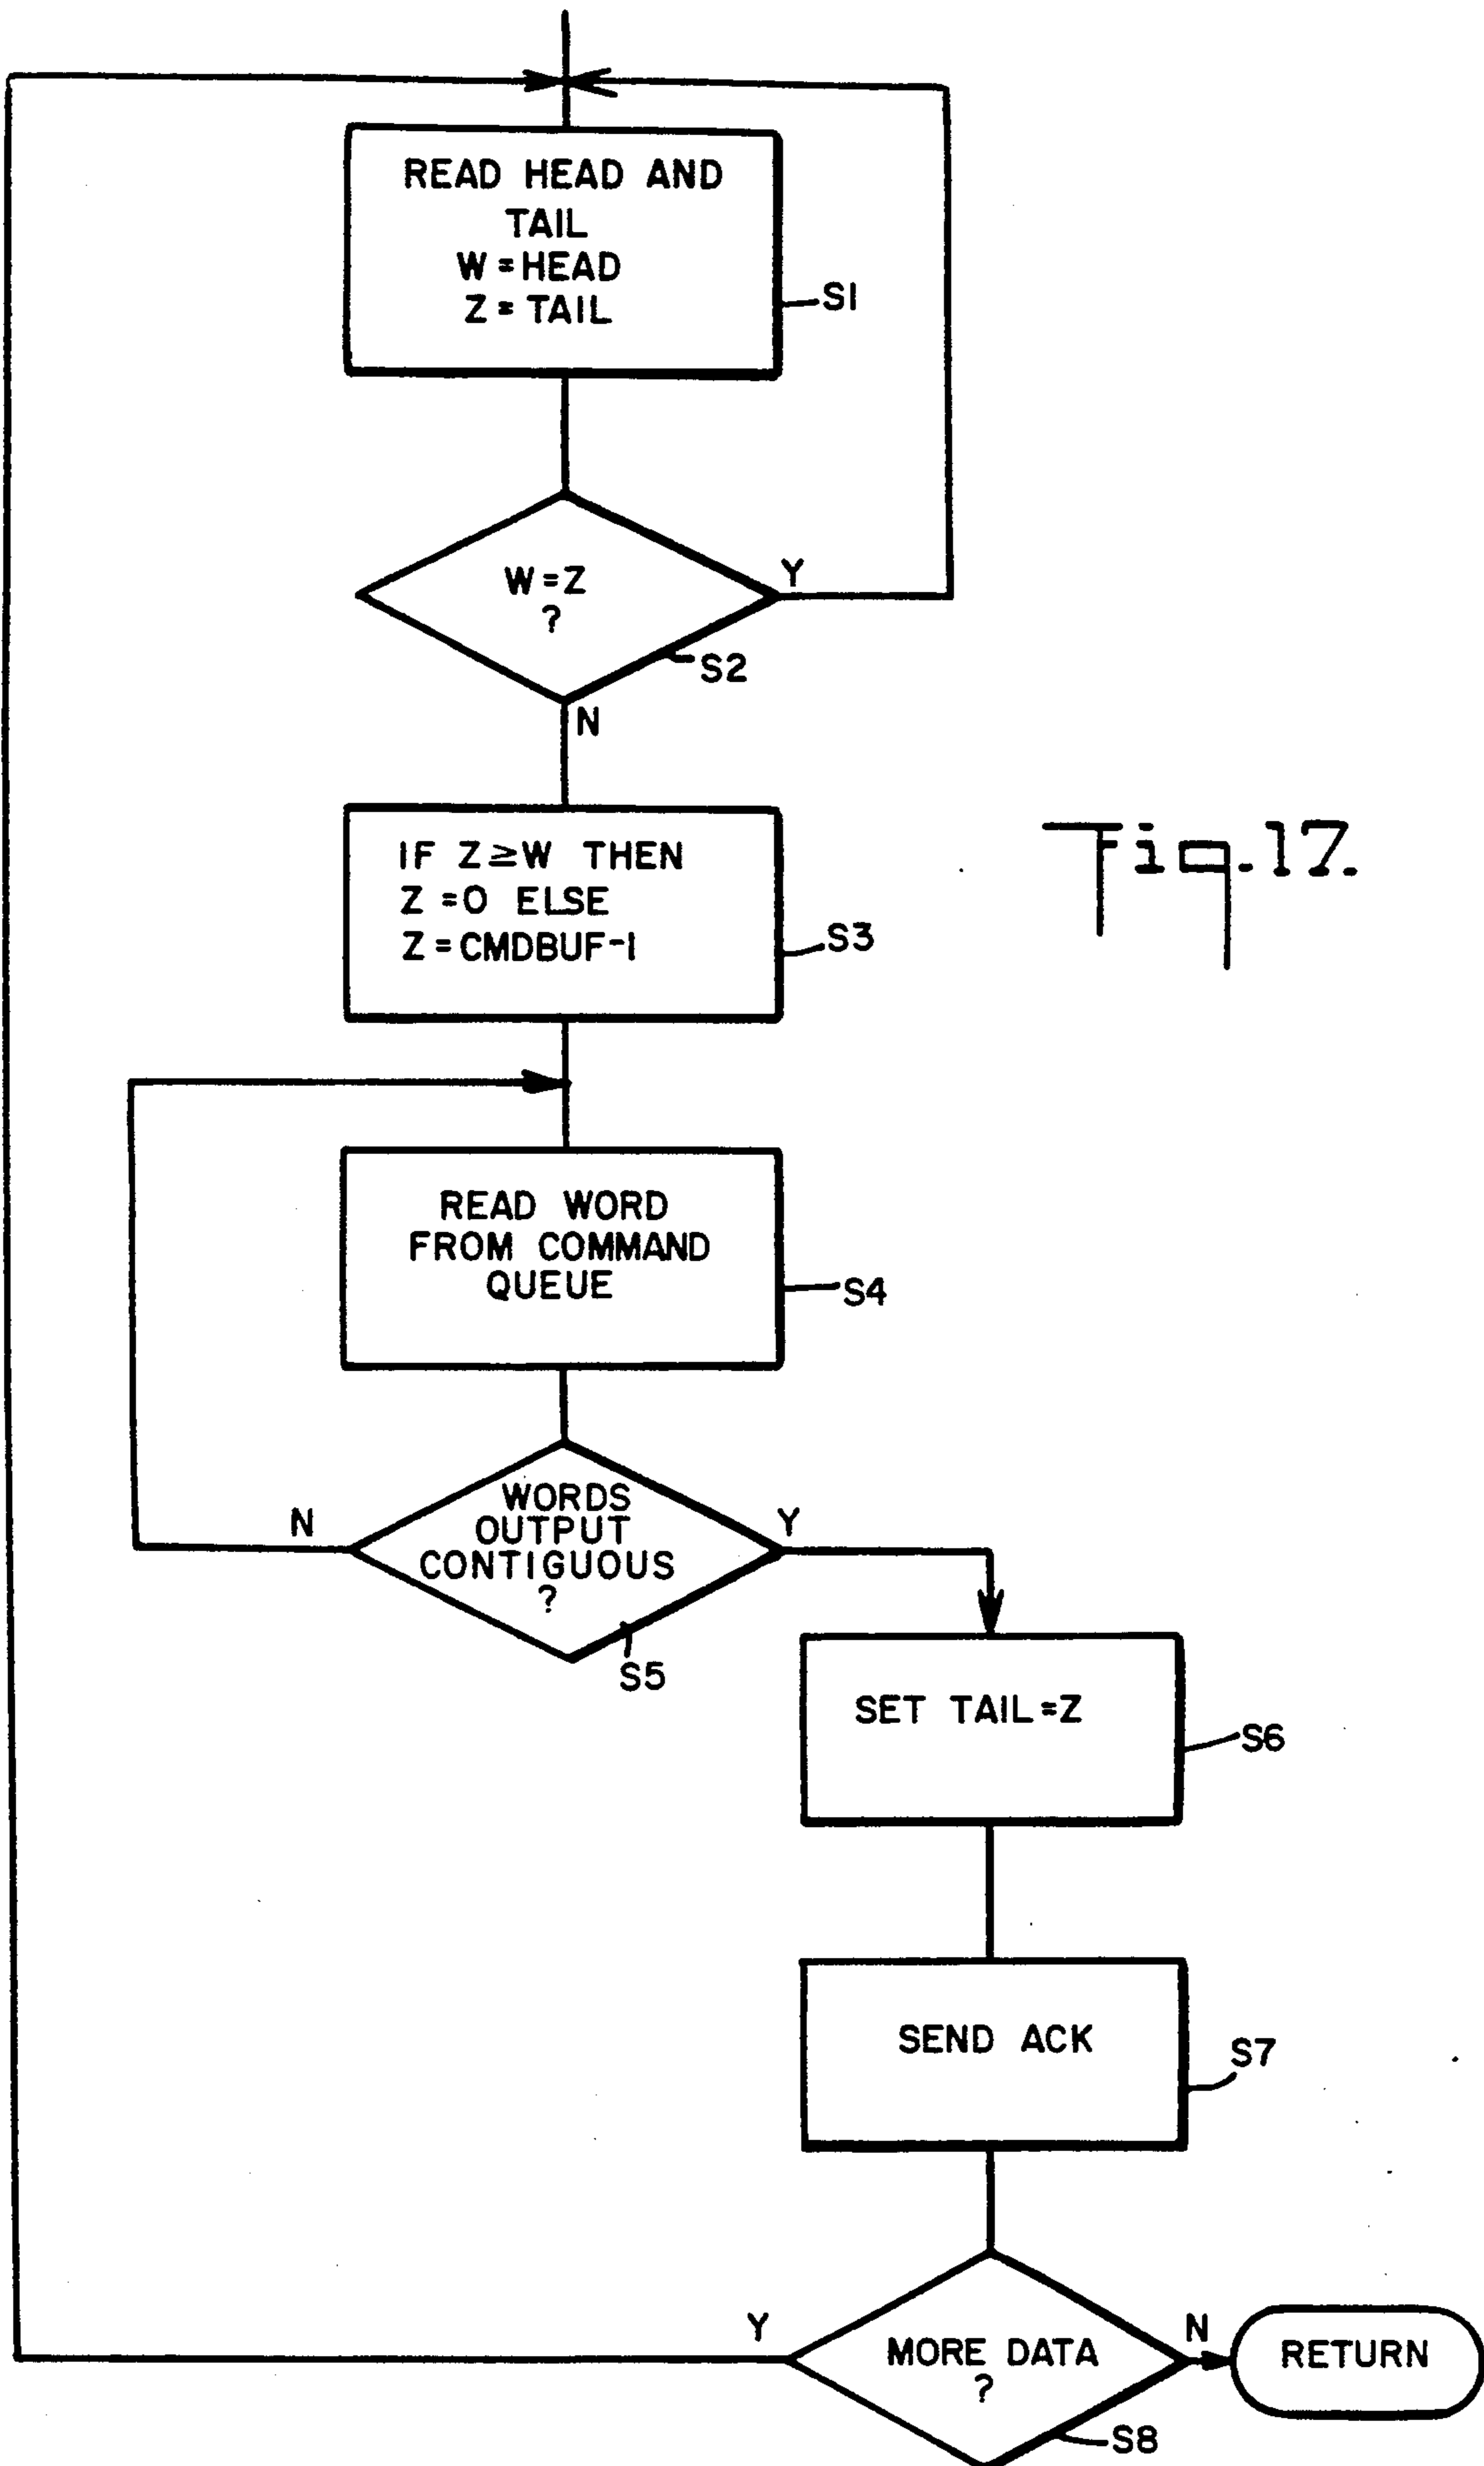 READ HEAD AND
TAIL
W = HEAD
Z = TAIL
S1
W = Z
?
Y
S2
N
IF Z ≥ W THEN
Z = 0 ELSE
Z = CMDBUF-1
S3
Fig. 17.
READ WORD
FROM COMMAND
QUEUE
S4
N
WORDS
OUTPUT
CONTIGUOUS
?
Y
S5
SET TAIL = Z
S6
SEND ACK
S7
Y
MORE DATA
?
N
RETURN
S8